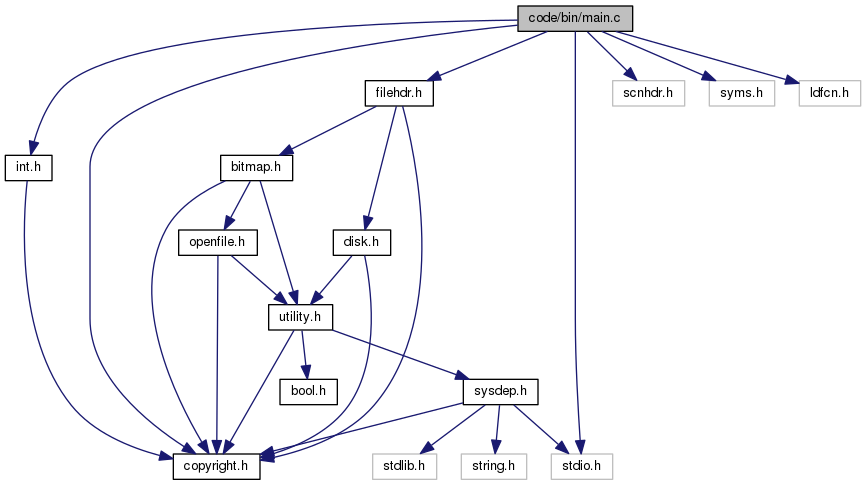 code/bin/main.c
filehdr.h
scnhdr.h
syms.h
ldfcn.h
int.h
bitmap.h
openfile.h
disk.h
utility.h
bool.h
sysdep.h
copyright.h
stdlib.h
string.h
stdio.h